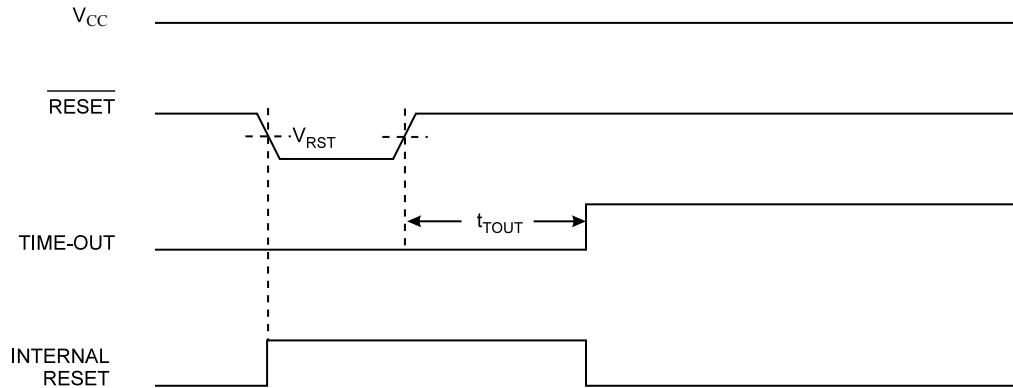 VCC
RESET
VRST
tTOUT
TIME-OUT
INTERNAL
RESET